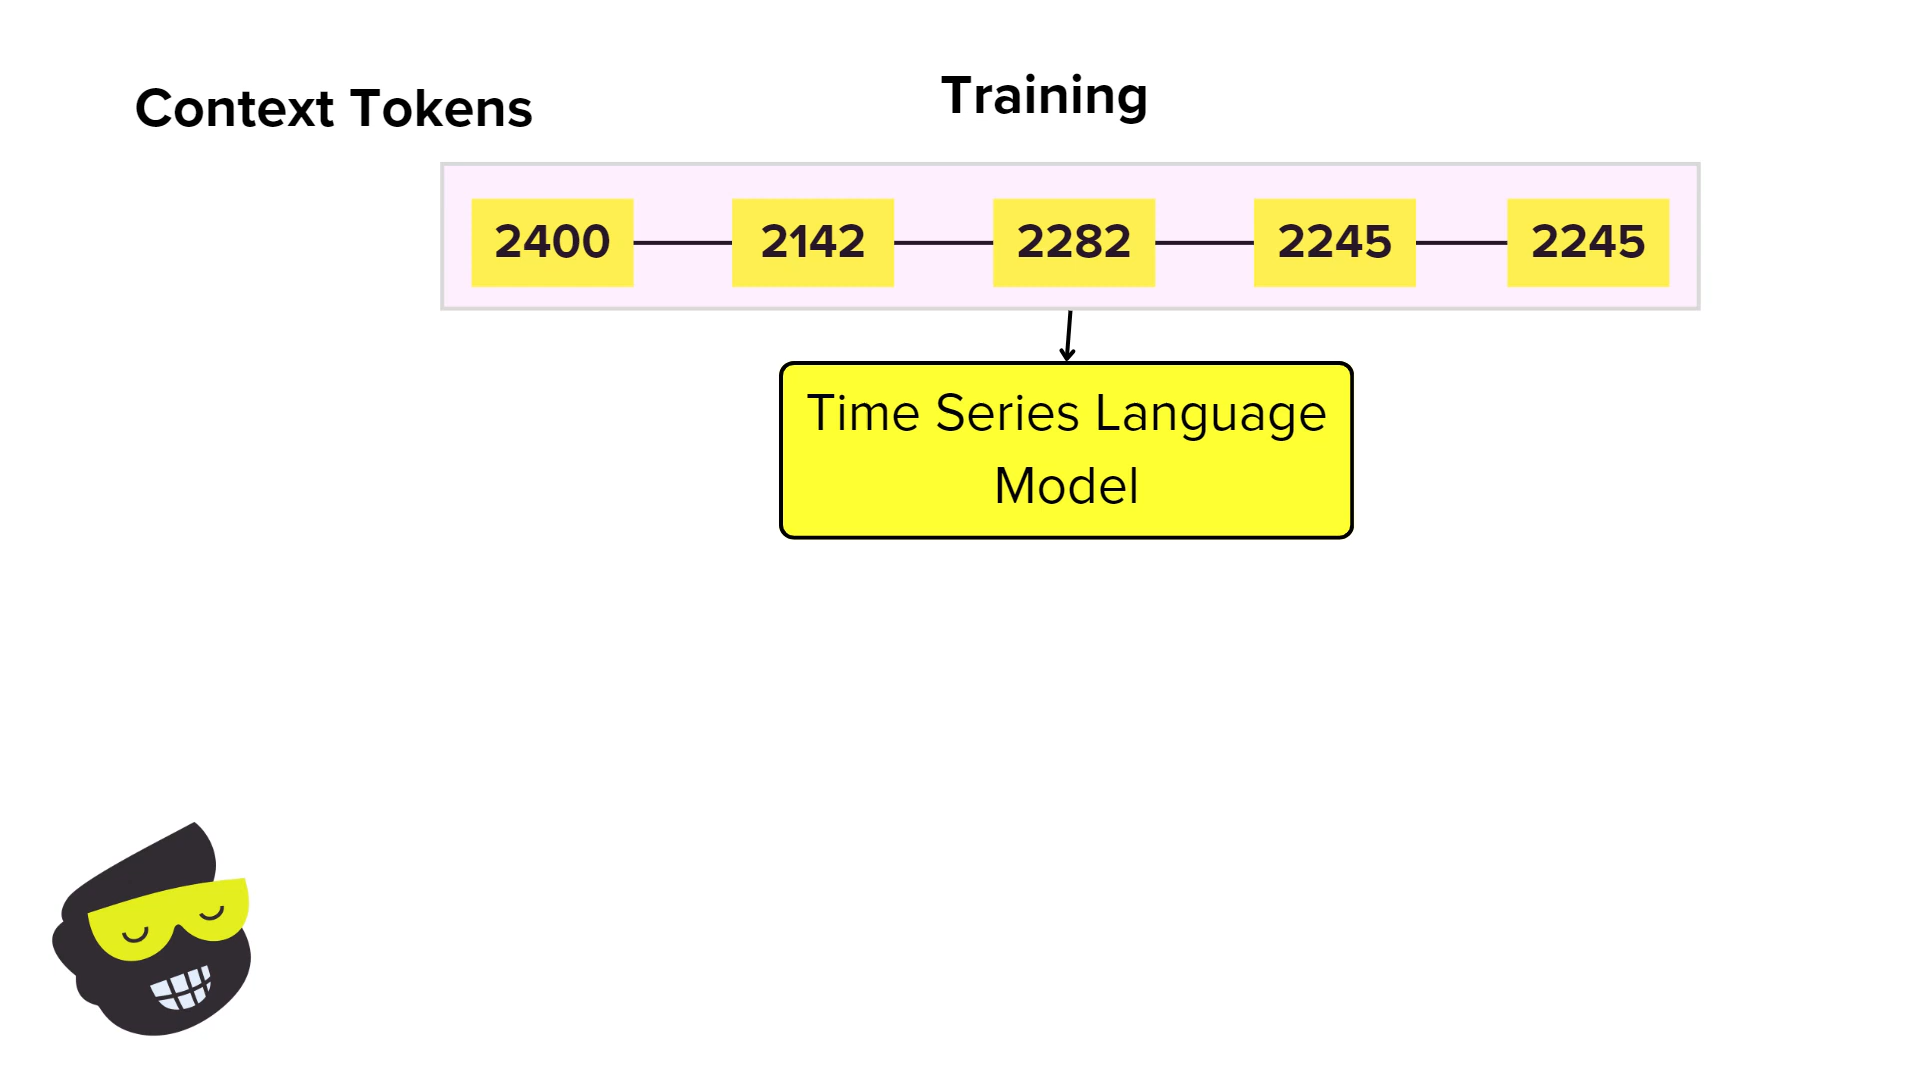 Context Tokens
Training
2400 2142 2282 2245 2245
Time Series Language
Model